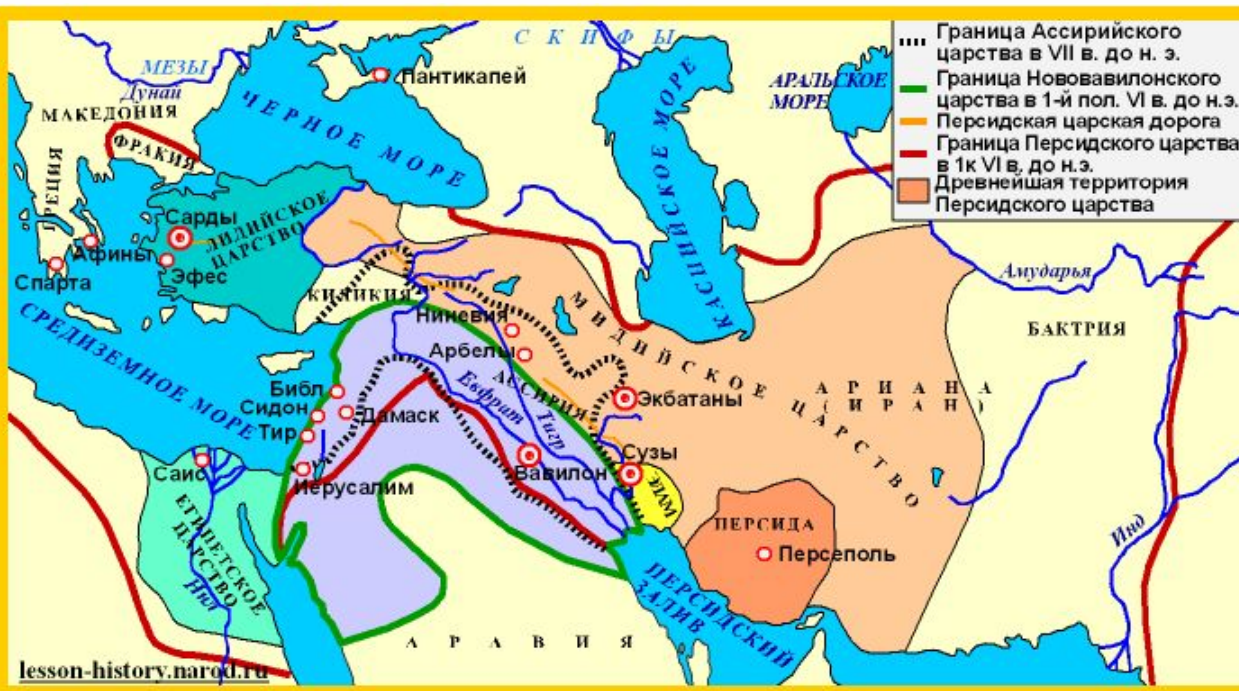 Граница Ассирийского
царства в VII в. до н. э.
Граница Нововавилонского
царства в 1-й пол. VI в. до н.э.
Персидская царская дорога
Граница Персидского царства
в 1к VI в. до н.э.
Древнейшая территория
Персидского царства
СКИФЫ
МЕЗЫ
Дунай
Пантикапей
МАКЕДОНИЯ
ФРАКИЯ
ЧЕРНОЕ МОРЕ
КАСПИЙСКОЕ МОРЕ
АРАЛЬСКОЕ
МОРЕ
ГРЕЦИЯ
Сарды
ЛИДИЙСКОЕ
ЦАРСТВО
Афины
Эфес
Спарта
КИЛИКИЯ
Амударья
СРЕДИЗЕМНОЕ МОРЕ
Ниневия
Арбелы
МИДИЙСКОЕ ЦАРСТВО
БАКТРИЯ
АССИРИЯ
АРИАНА
(ИРАН)
Библ
Сидон
Дамаск
Тир
Евфрат
Тигр
Экбатаны
Саис
Иерусалим
Вавилон
Сузы
ЭЛАМ
ЕГИПЕТСКОЕ
ЦАРСТВО
Нил
ПЕРСИДА
Персеполь
Инд
ПЕРСИДСКИЙ
ЗАЛИВ
АРАВИЯ
lesson-history.narod.ru